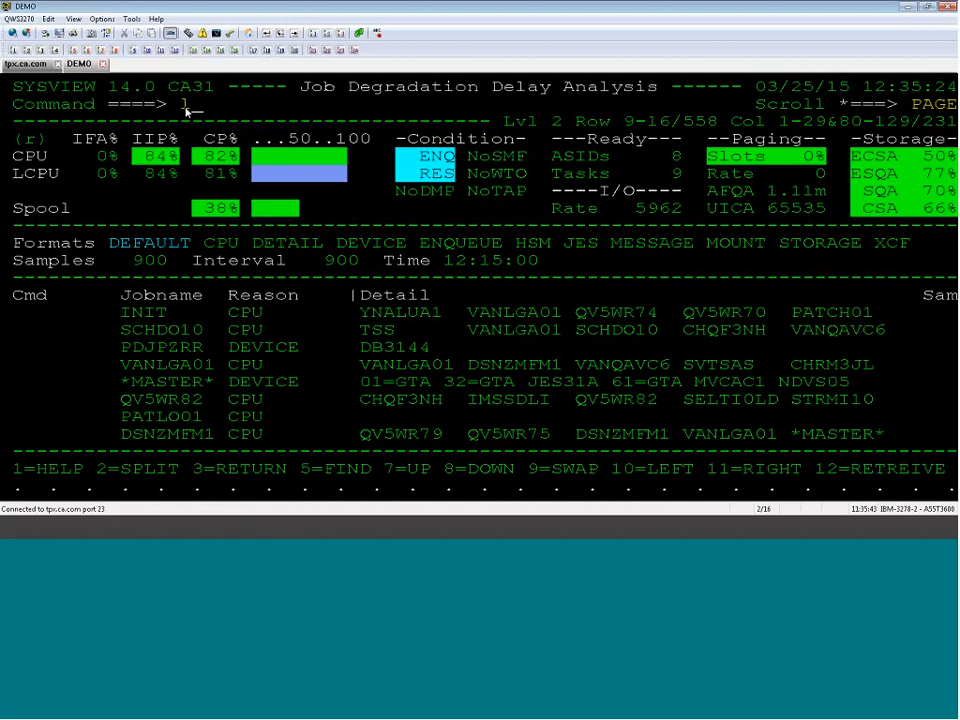 DEMO
QWS3270 Edit View Options Tools Help
tpx.ca.com DEMO
SYSVIEW 14.0 CA31 ----- Job Degradation Delay Analysis ------ 03/25/15 12:35:24
Command ====> l_ Scroll *===> PAGE
------------------------------------------ Lvl 2 Row 9-16/558 Col 1-29&80-129/231
(r) IFA% IIP% CP% ...50..100 -Condition- ---Ready--- --Paging-- -Storage-
CPU 0% 84% 82% ENQ NoSMF ASIDs 8 Slots 0% ECSA 50%
LCPU 0% 84% 81% RES NoWTO Tasks 9 Rate 0 ESQA 77%
NoDMP NoTAP ----I/O---- AFQA 1.11m SQA 70%
Spool 38% Rate 5962 UICA 65535 CSA 66%
Formats DEFAULT CPU DETAIL DEVICE ENQUEUE HSM JES MESSAGE MOUNT STORAGE XCF
Samples 900 Interval 900 Time 12:15:00
Cmd Jobname Reason |Detail Sam
INIT CPU YNALUA1 VANLGA01 QV5WR74 QV5WR70 PATCH01
SCHDO10 CPU TSS VANLGA01 SCHDO10 CHQF3NH VANQAVC6
PDJPZRR DEVICE DB3144
VANLGA01 CPU VANLGA01 DSNZMFM1 VANQAVC6 SVTSAS CHRM3JL
*MASTER* DEVICE 01=GTA 32=GTA JES31A 61=GTA MVCAC1 NDVS05
QV5WR82 CPU CHQF3NH IMSSDLI QV5WR82 SELTI0LD STRMI10
PATLO01 CPU
DSNZMFM1 CPU QV5WR79 QV5WR75 DSNZMFM1 VANLGA01 *MASTER*
1=HELP 2=SPLIT 3=RETURN 5=FIND 7=UP 8=DOWN 9=SWAP 10=LEFT 11=RIGHT 12=RETREIVE
Connected to tpx.ca.com port 23 2/16 11:35:43 IBM-3278-2 - A55T3600